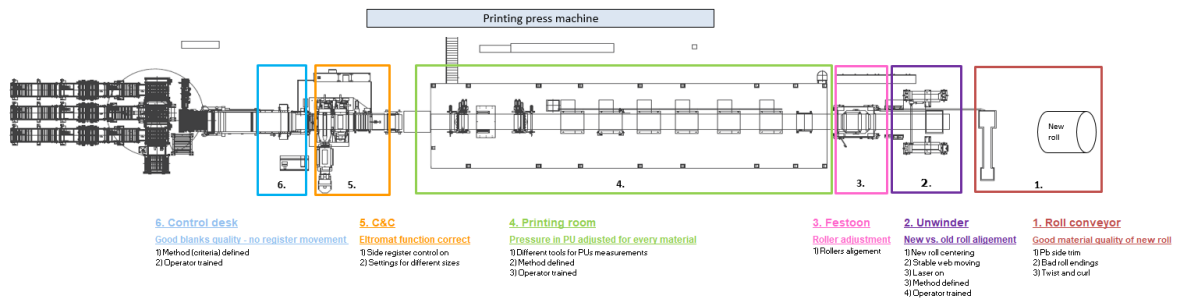 Printing press machine
New
roll
6.
5.
4.
3.
2.
1.
6. Control desk
Good blanks quality - no register movement
1) Method (criteria) defined
2) Operator trained
5. C&C
Eltromat function correct
1) Side register control on
2) Settings for different sizes
4. Printing room
Pressure in PU adjusted for every material
1) Different tools for PUs measurements
2) Method defined
3) Operator trained
3. Festoon
Roller adjustment
1) Rollers aligement
2. Unwinder
New vs. old roll aligement
1) New roll centering
2) Stable web moving
3) Laser on
3) Method defined
4) Operator trained
1. Roll conveyor
Good material quality of new roll
1) Pb side trim
2) Bad roll endings
3) Twist and curl